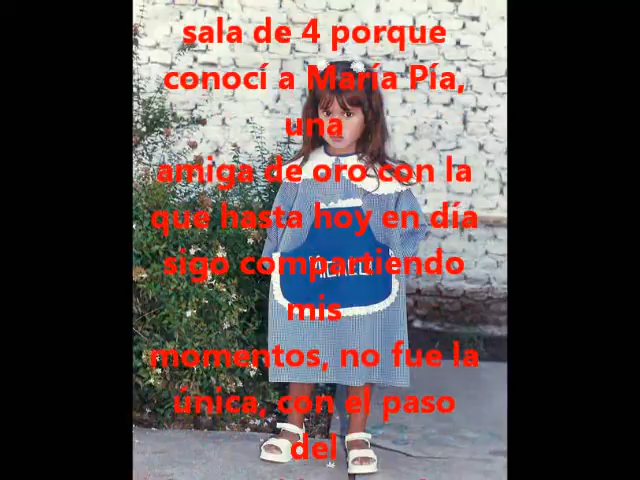 sala de 4 porque
conocí a María Pía,
una
amiga de oro con la
que hasta hoy en día
sigo compartiendo
mis
momentos, no fue la
única, con el paso
del